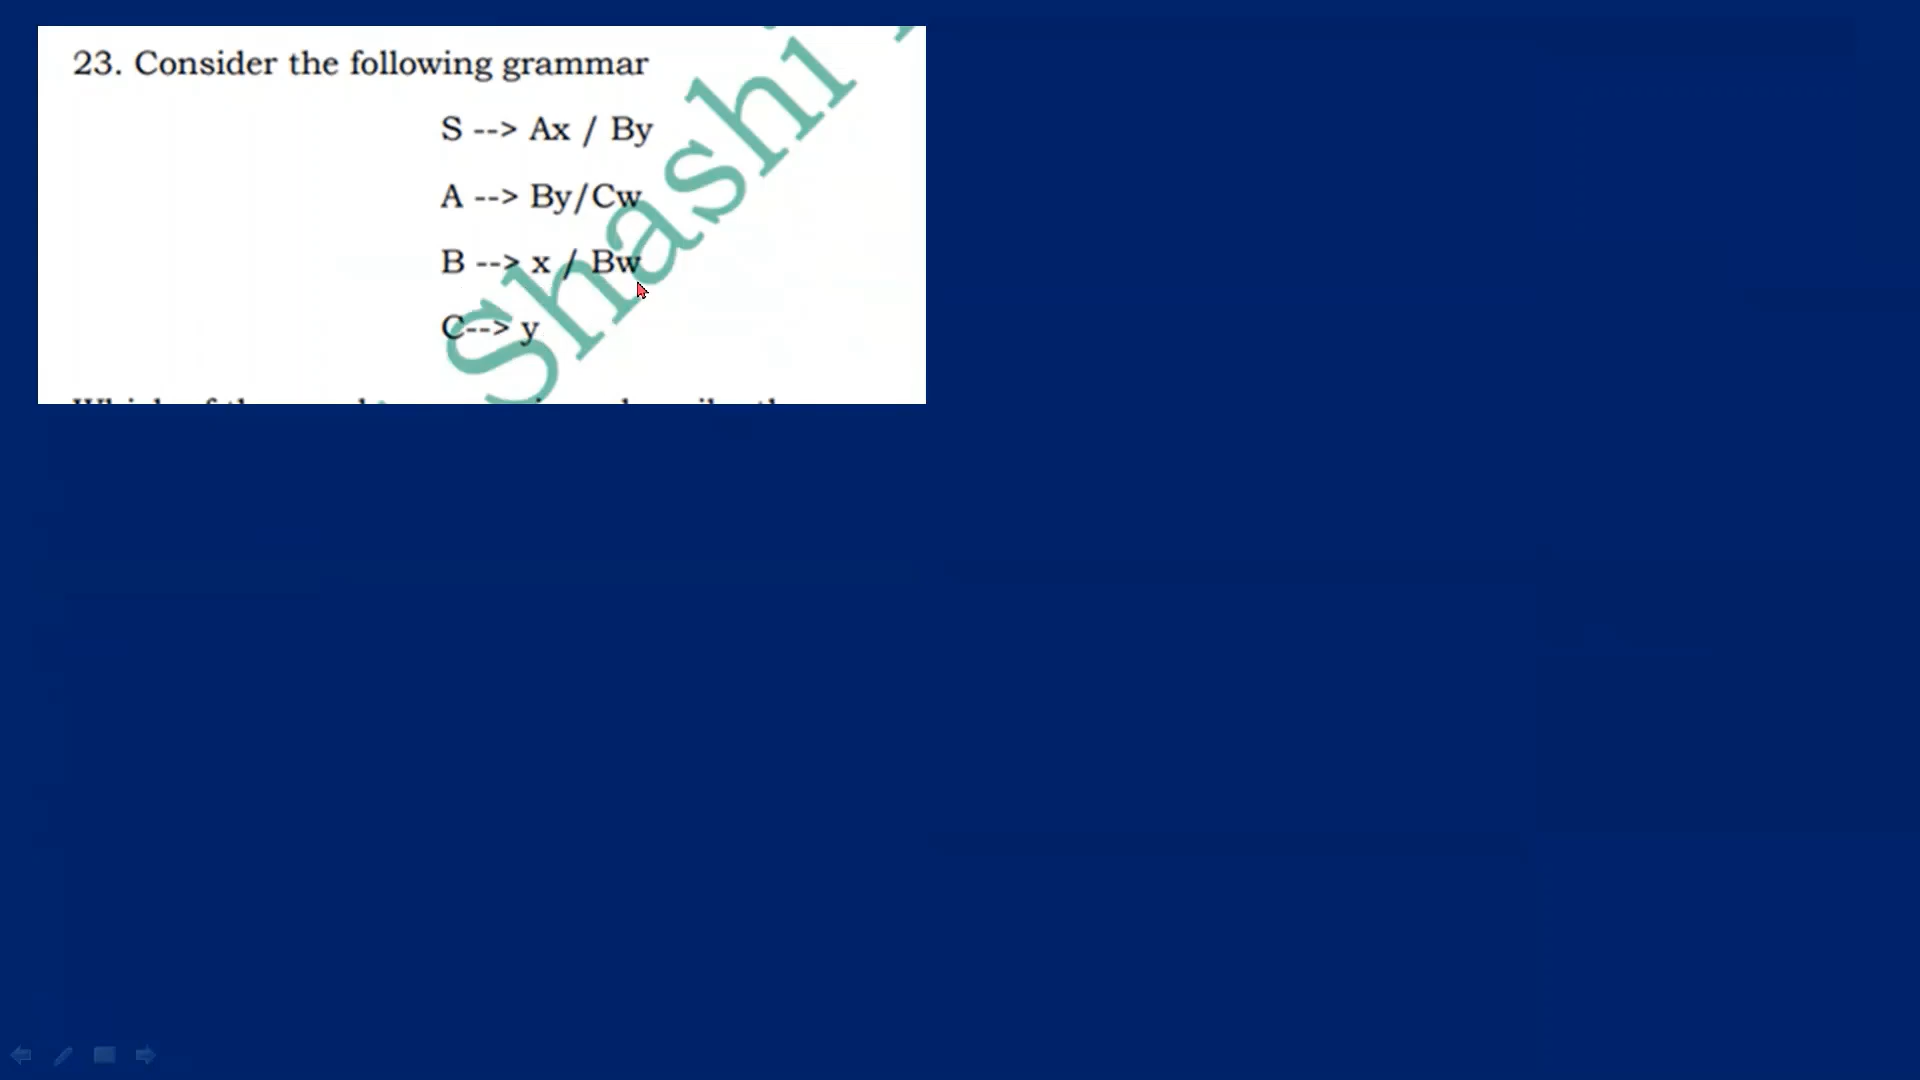 23. Consider the following grammar
S --> Ax / By
A --> By/Cw
B --> x / Bw
C--> y
Shashi